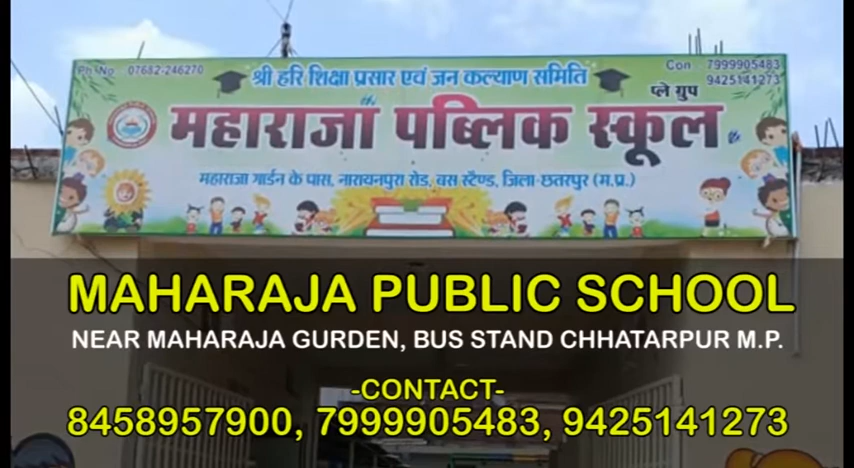 Ph. No. 07682-246270
Con. 7999905483
9425141273
श्री हरि शिक्षा प्रसार एवं जन कल्याण समिति
प्ले ग्रुप
महाराजा पब्लिक स्कूल
महाराजा गार्डन के पास, नारायनपुरा रोड, बस स्टैण्ड, जिला-छतरपुर (म.प्र.)
MAHARAJA PUBLIC SCHOOL
NEAR MAHARAJA GURDEN, BUS STAND CHHATARPUR M.P.
-CONTACT-
8458957900, 7999905483, 9425141273